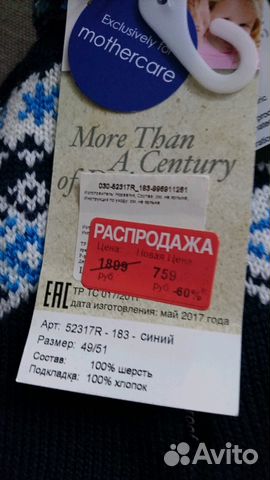 Exclusively for
mothercare
More Than
A Century
of
030-52317R_183-996911281
РАСПРОДАЖА
Цена: Новая Цена
1899 759
Руб Руб -60%
EAC
ТР ТС 017/2011
дата изготовления: май 2017 года
Арт: 52317R - 183 - синий
Размер: 49/51
Состав: 100% шерсть
Подкладка: 100% хлопок
Avito